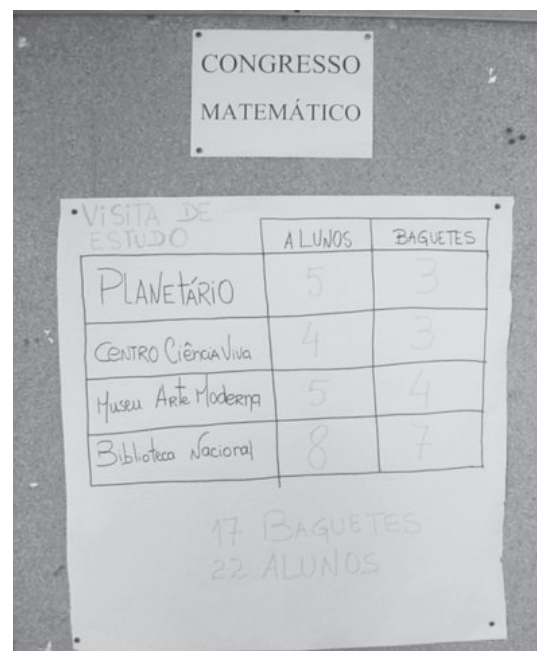 CONGRESSO
MATEMÁTICO
VISITA DE
ESTUDO
ALUNOS BAGUETES
PLANETÁRIO 5 3
CENTRO Ciência Viva 4 3
Museu Arte Moderna 5 4
Biblioteca Nacional 8 7
17 BAGUETES
22 ALUNOS